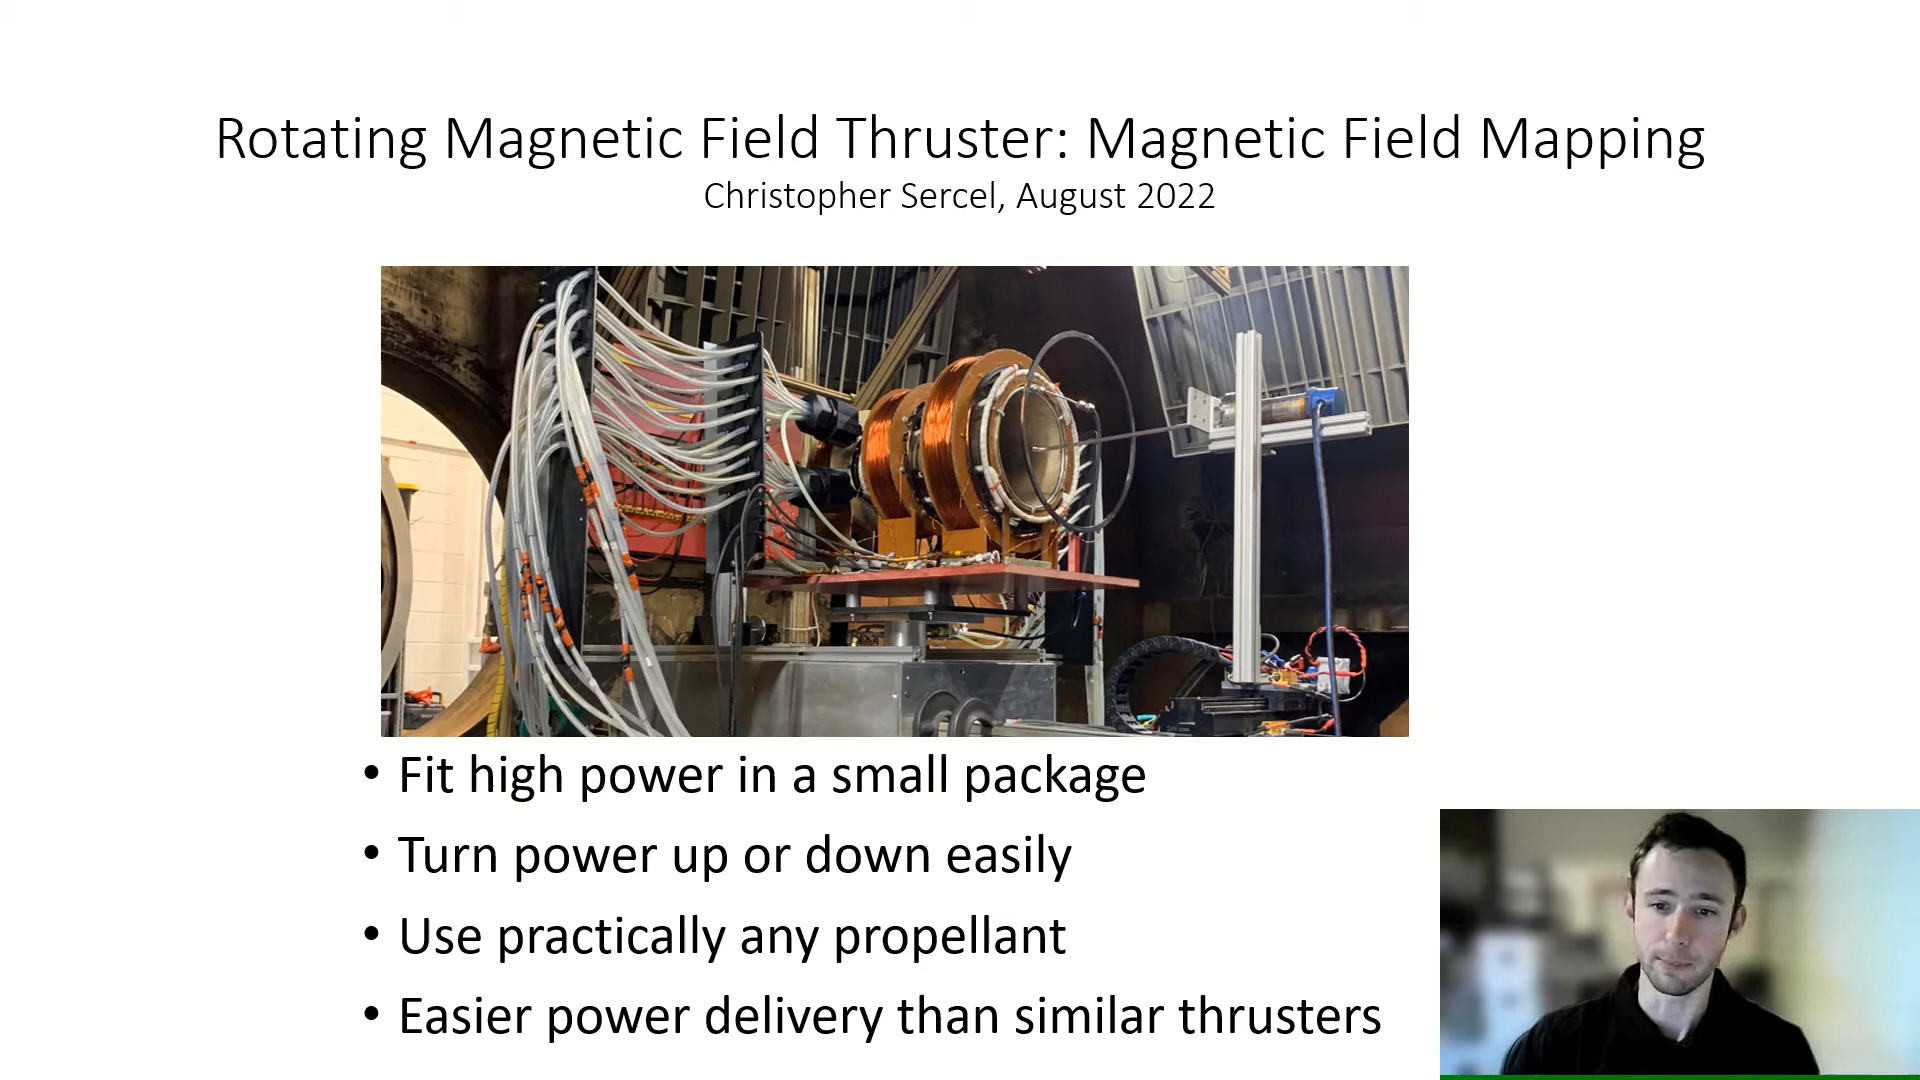 Rotating Magnetic Field Thruster: Magnetic Field Mapping
Christopher Sercel, August 2022
• Fit high power in a small package
• Turn power up or down easily
• Use practically any propellant
• Easier power delivery than similar thrusters